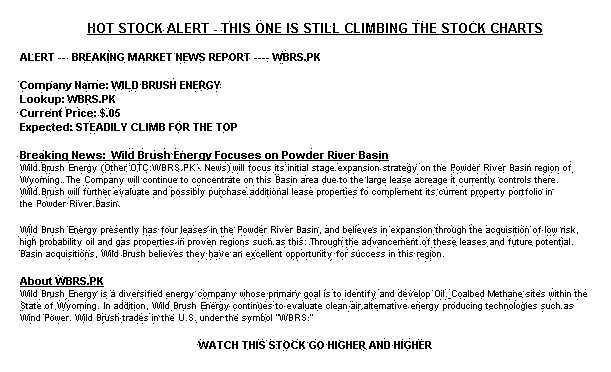 HOT STOCK ALERT - THIS ONE IS STILL CLIMBING THE STOCK CHARTS
ALERT --- BREAKING MARKET NEWS REPORT ---- WBRS.PK
Company Name: WILD BRUSH ENERGY
Lookup: WBRS.PK
Current Price: $.05
Expected: STEADILY CLIMB FOR THE TOP
Breaking News: Wild Brush Energy Focuses on Powder River Basin
Wild Brush Energy (Other OTC:WBRS.PK - News) will focus its initial stage expansion strategy on the Powder River Basin region of
Wyoming. The Company will continue to concentrate on this Basin area due to the large lease acreage it currently controls there.
Wild Brush will further evaluate and possibly purchase additional lease properties to complement its current property portfolio in
the Powder River Basin.
Wild Brush Energy presently has four leases in the Powder River Basin, and believes in expansion through the acquisition of low risk,
high probability oil and gas properties in proven regions such as this. Through the advancement of these leases and future potential
Basin acquisitions, Wild Brush believes they have an excellent opportunity for success in this region.
About WBRS.PK
Wild Brush Energy is a diversified energy company whose primary goal is to identify and develop Oil, Coalbed Methane sites within the
State of Wyoming. In addition, Wild Brush Energy continues to evaluate clean air alternative energy producing technologies such as
Wind Power. Wild Brush trades in the U.S. under the symbol "WBRS."
WATCH THIS STOCK GO HIGHER AND HIGHER